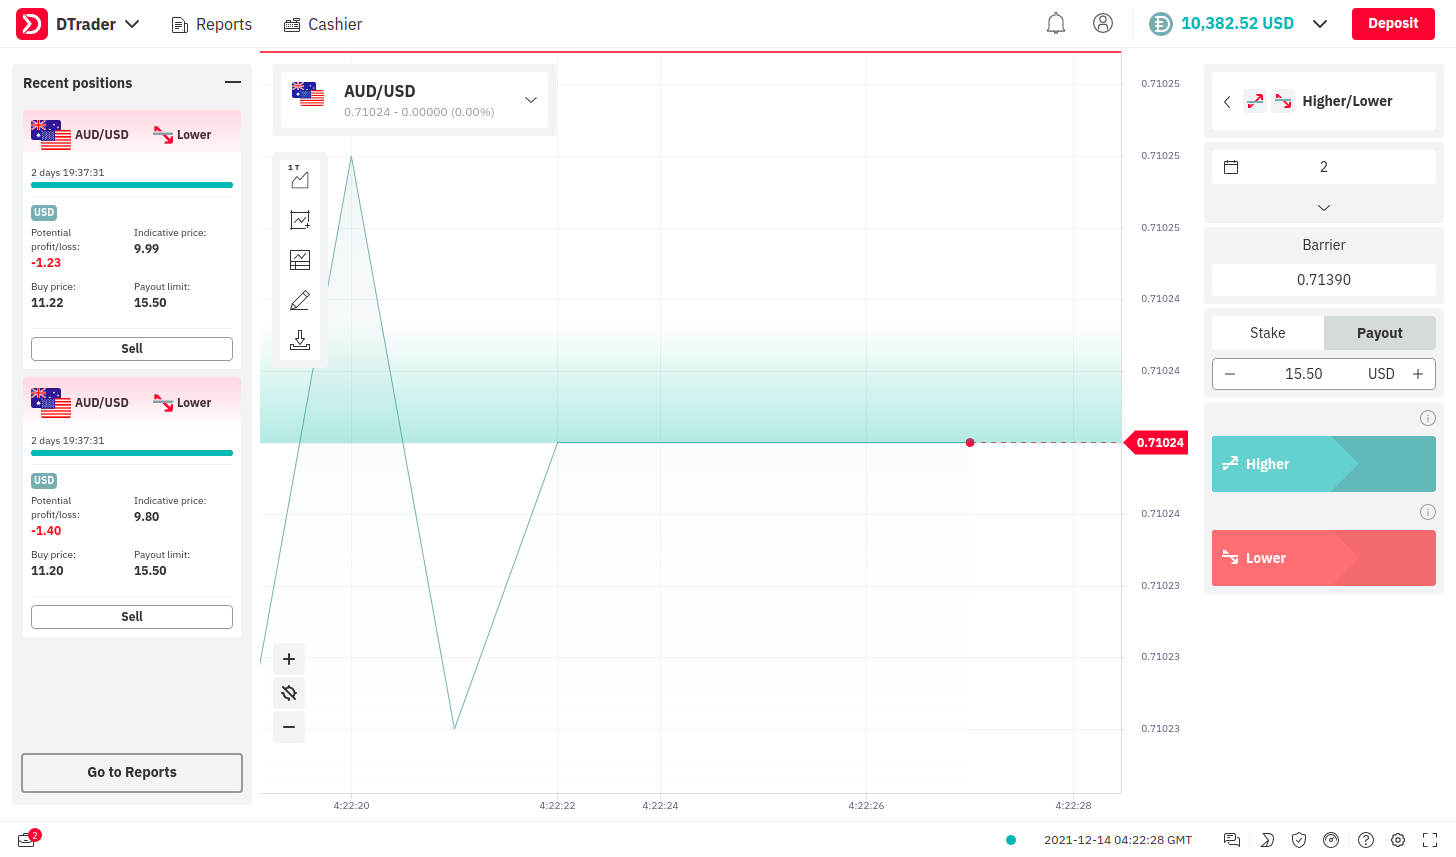 DTrader
Reports
Cashier
10,382.52 USD
Deposit
Recent positions
AUD/USD
Lower
2 days 19:37:31
USD
Potential
profit/loss:
-1.23
Indicative price:
9.99
Buy price:
11.22
Payout limit:
15.50
Sell
AUD/USD
Lower
2 days 19:37:31
USD
Potential
profit/loss:
-1.40
Indicative price:
9.80
Buy price:
11.20
Payout limit:
15.50
Sell
Go to Reports
AUD/USD
0.71024 - 0.00000 (0.00%)
1 T
0.71025
0.71025
0.71025
0.71024
0.71024
0.71024
0.71024
0.71023
0.71023
0.71023
4:22:20
4:22:22
4:22:24
4:22:26
4:22:28
Higher/Lower
2
Barrier
0.71390
Stake
Payout
15.50
USD
Higher
Lower
2
2021-12-14 04:22:28 GMT